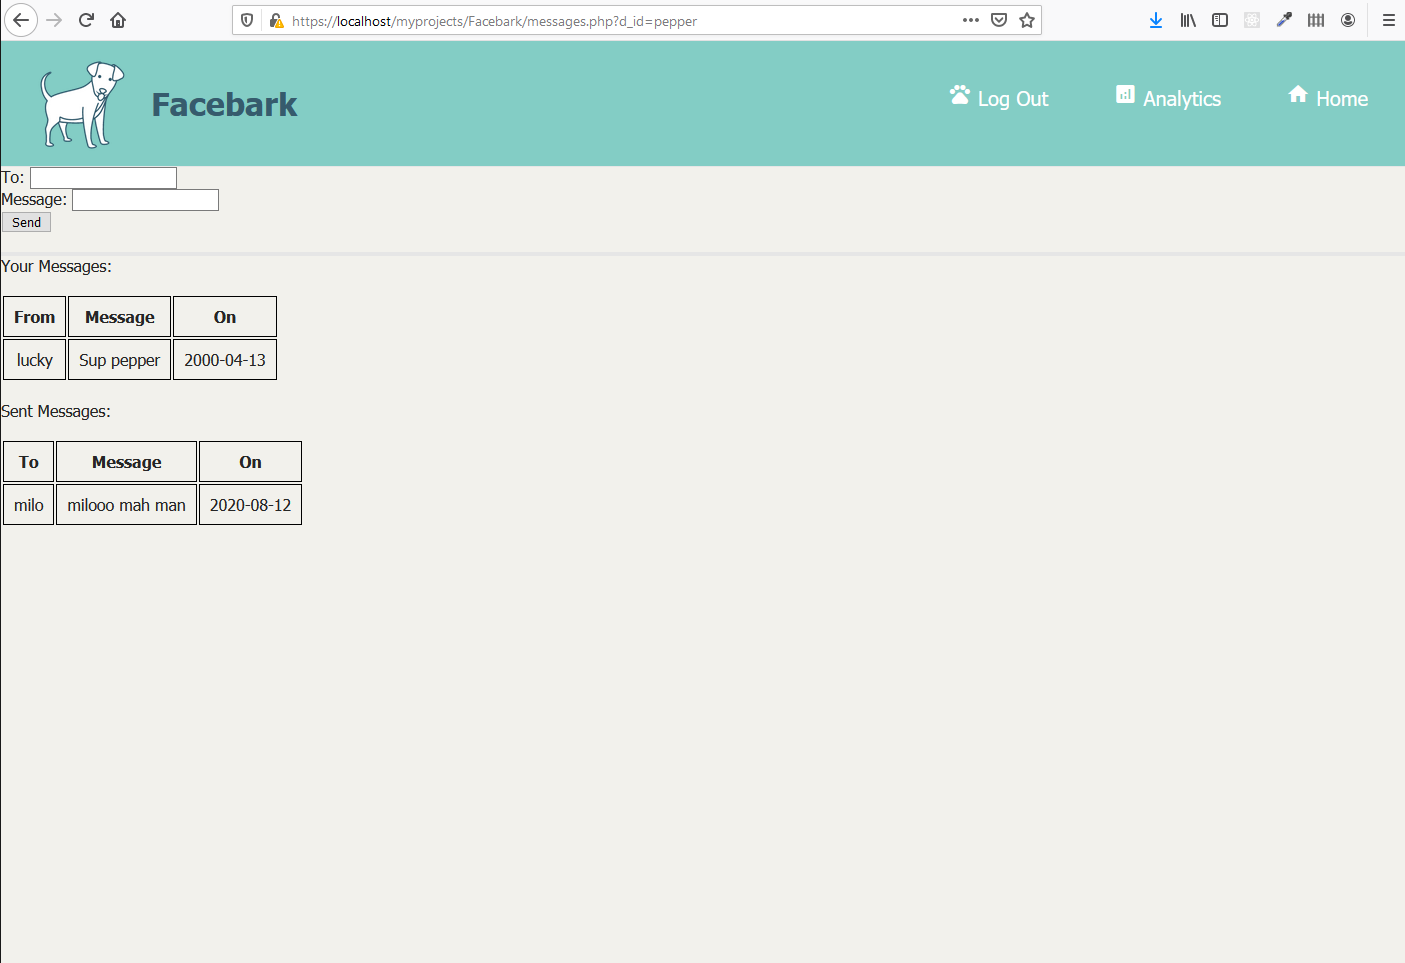 https://localhost/myprojects/Facebark/messages.php?d_id=pepper
Facebark
Log Out
Analytics
Home
To:
Message:
Send
Your Messages:
From Message On
lucky Sup pepper 2000-04-13
Sent Messages:
To Message On
milo milooo mah man 2020-08-12